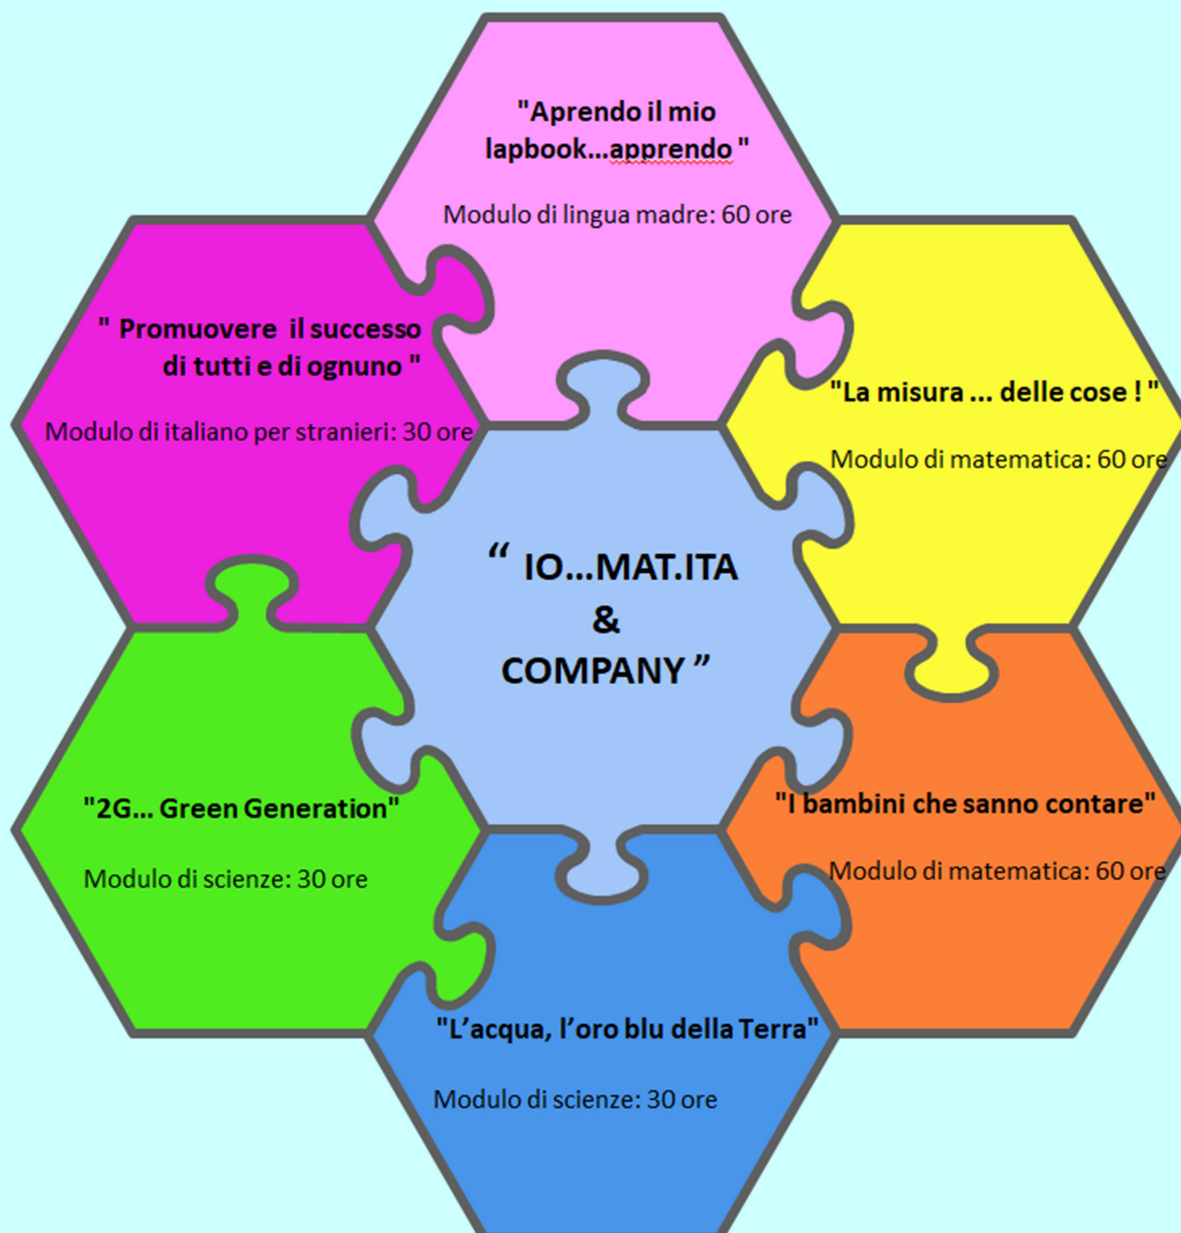 "Aprendo il mio
lapbook...apprendo "
Modulo di lingua madre: 60 ore
" Promuovere il successo
di tutti e di ognuno "
Modulo di italiano per stranieri: 30 ore
"La misura ... delle cose ! "
Modulo di matematica: 60 ore
“ IO...MAT.ITA
&
COMPANY ”
"2G... Green Generation"
Modulo di scienze: 30 ore
"I bambini che sanno contare"
Modulo di matematica: 60 ore
"L’acqua, l’oro blu della Terra"
Modulo di scienze: 30 ore